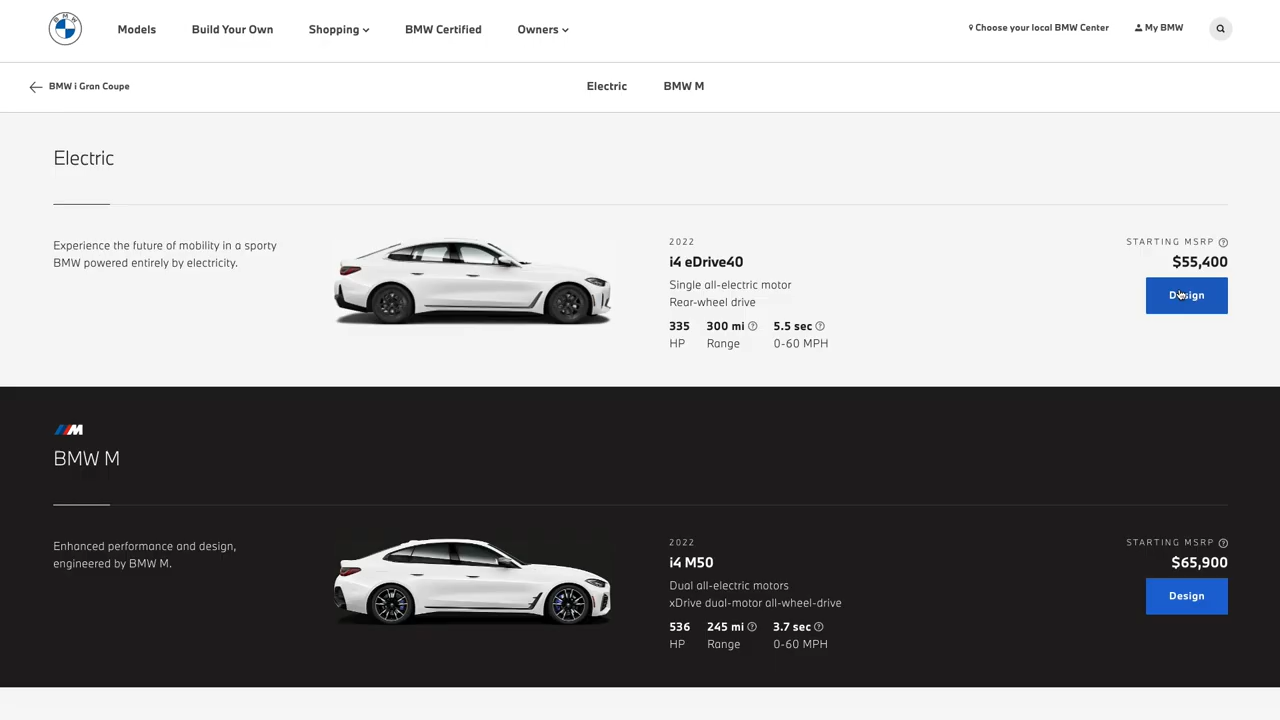 BMW
Models
Build Your Own
Shopping
BMW Certified
Owners
Choose your local BMW Center
My BMW
BMW i Gran Coupe
Electric
BMW M
Electric
Experience the future of mobility in a sporty
BMW powered entirely by electricity.
2022
i4 eDrive40
Single all-electric motor
Rear-wheel drive
335
300 mi
5.5 sec
HP
Range
0-60 MPH
STARTING MSRP
$55,400
Design
M
BMW M
Enhanced performance and design,
engineered by BMW M.
2022
i4 M50
Dual all-electric motors
xDrive dual-motor all-wheel-drive
536
245 mi
3.7 sec
HP
Range
0-60 MPH
STARTING MSRP
$65,900
Design